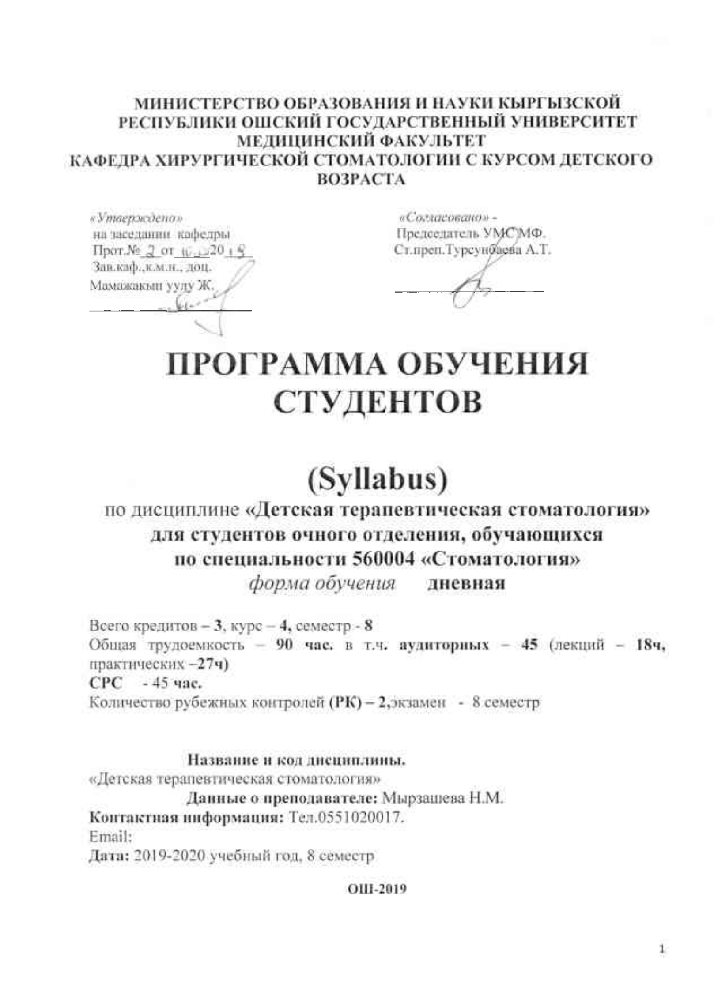 МИНИСТЕРСТВО ОБРАЗОВАНИЯ И НАУКИ КЫРГЫЗСКОЙ
РЕСПУБЛИКИ ОШСКИЙ ГОСУДАРСТВЕННЫЙ УНИВЕРСИТЕТ
МЕДИЦИНСКИЙ ФАКУЛЬТЕТ
КАФЕДРА ХИРУРГИЧЕСКОЙ СТОМАТОЛОГИИ С КУРСОМ ДЕТСКОГО
ВОЗРАСТА
«Утверждено»
на заседании кафедры
Прот.№ 2 от 20
Зав.каф.,к.м.н., доц.
Мамажакып уулу Ж.
«Согласовано» -
Председатель УМС МФ.
Ст.преп.Турсунбаева А.Т.
ПРОГРАММА ОБУЧЕНИЯ
СТУДЕНТОВ
(Syllabus)
по дисциплине «Детская терапевтическая стоматология»
для студентов очного отделения, обучающихся
по специальности 560004 «Стоматология»
форма обучения дневная
Всего кредитов – 3, курс – 4, семестр - 8
Общая трудоемкость – 90 час. в т.ч. аудиторных – 45 (лекций – 18ч,
практических –27ч)
СРС - 45 час.
Количество рубежных контролей (РК) – 2,экзамен - 8 семестр
Название и код дисциплины.
«Детская терапевтическая стоматология»
Данные о преподавателе: Мырзашева Н.М.
Контактная информация: Тел.0551020017.
Email:
Дата: 2019-2020 учебный год, 8 семестр
ОШ-2019
1